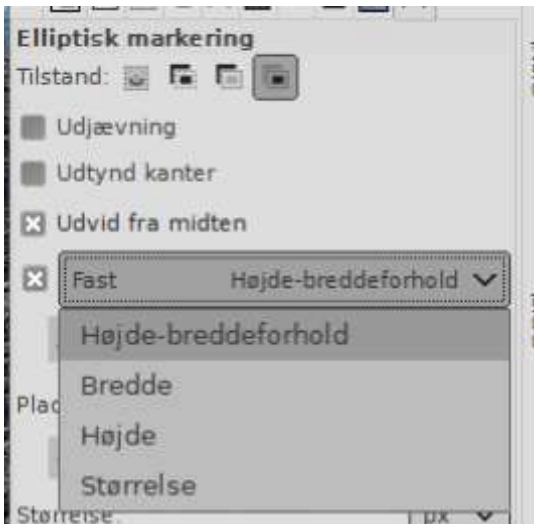 Elliptisk markering
Tilstand:
Udjævning
Udtynd kanter
Udvid fra midten
Fast Højde-breddeforhold
Højde-breddeforhold
Bredde
Plac
Højde
Størrelse
Størrelse: px